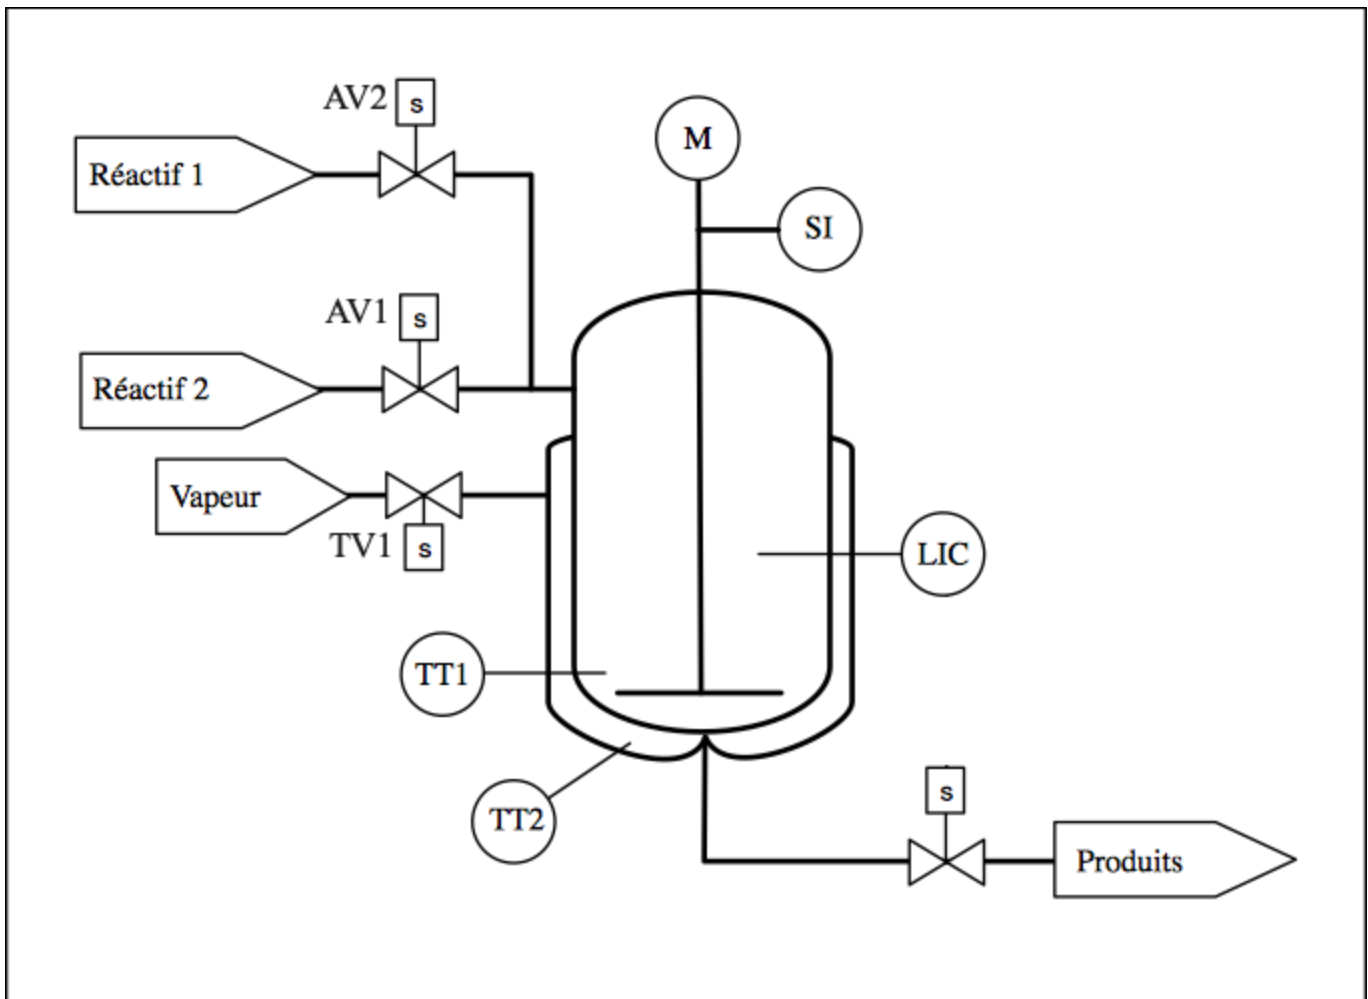 AV2
s
M
Réactif 1
SI
AV1
s
Réactif 2
Vapeur
TV1
s
LIC
TT1
TT2
s
Produits